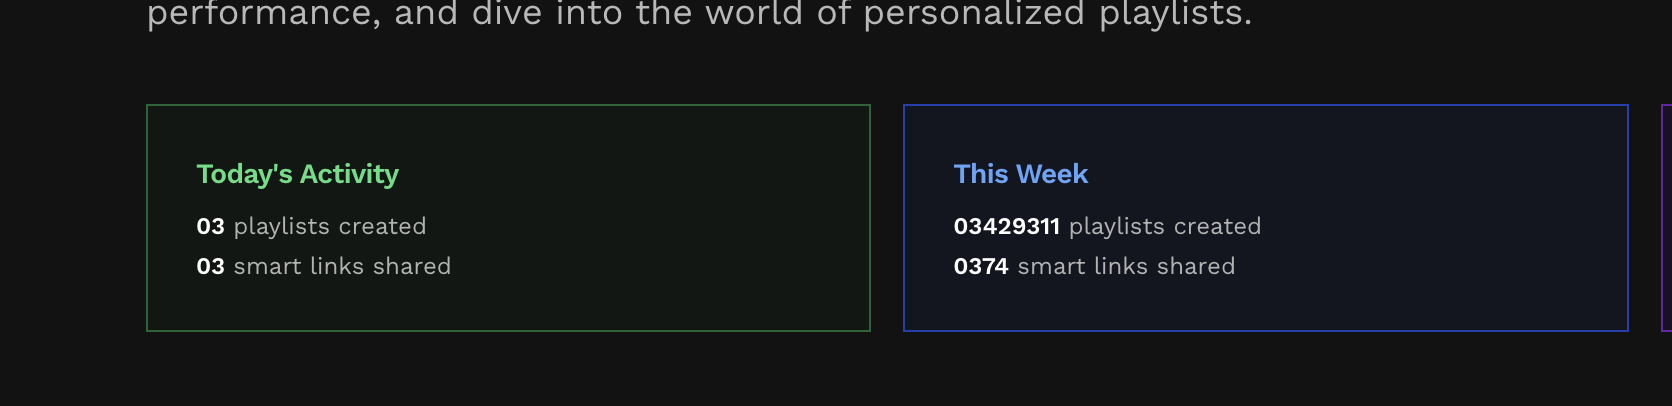 performance, and dive into the world of personalized playlists.
Today's Activity
03 playlists created
03 smart links shared
This Week
03429311 playlists created
0374 smart links shared